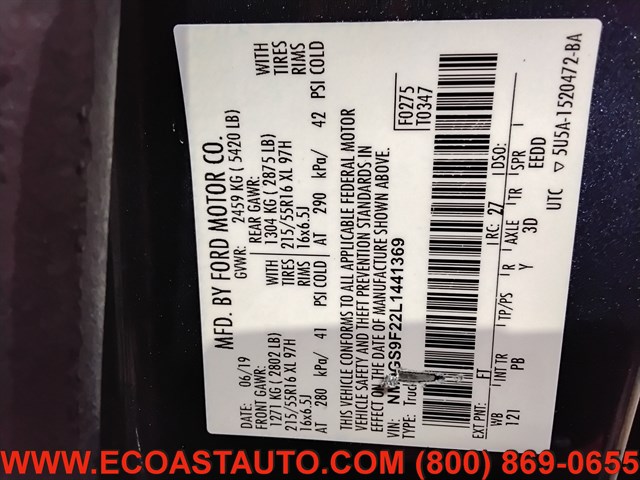 MFD. BY FORD MOTOR CO.
DATE: 06/19 GVWR: 2459 KG ( 5420 LB)
FRONT GAWR: REAR GAWR: WITH
1271 KG ( 2802 LB) 1304 KG ( 2875 LB) TIRES
215/55R16 XL 97H TIRES 215/55R16 XL 97H RIMS
16x6.5J RIMS 16x6.5J
AT 280 kPa/ 41 PSI COLD AT 290 kPa/ 42 PSI COLD
WITH
TIRES
RIMS
THIS VEHICLE CONFORMS TO ALL APPLICABLE FEDERAL MOTOR
VEHICLE SAFETY AND THEFT PREVENTION STANDARDS IN
EFFECT ON THE DATE OF MANUFACTURE SHOWN ABOVE.
VIN: GS9F22L1441369
TYPE:
F0275
T0347
EXT PNT: FT RC: 27 DSO:
WB INT TR TP/PS R AXLE TR SPR
121 PB Y 3D EEDD
UTC ▽ 5U5A-1520472-BA
WWW.ECOASTAUTO.COM (800) 869-0655